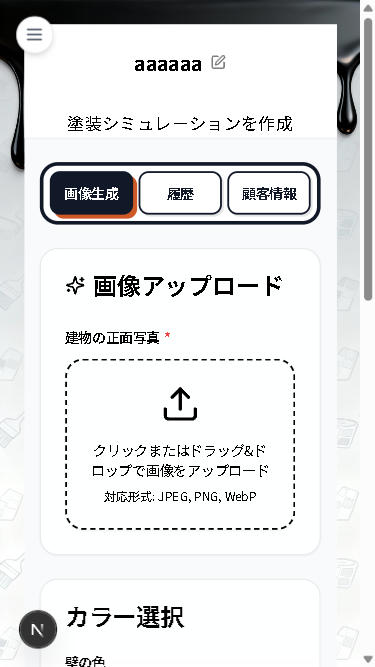 aaaaaa
塗装シミュレーションを作成
画像生成
履歴
顧客情報
画像アップロード
建物の正面写真 *
クリックまたはドラッグ&ド
ロップで画像をアップロード
対応形式: JPEG, PNG, WebP
カラー選択
N
壁の色